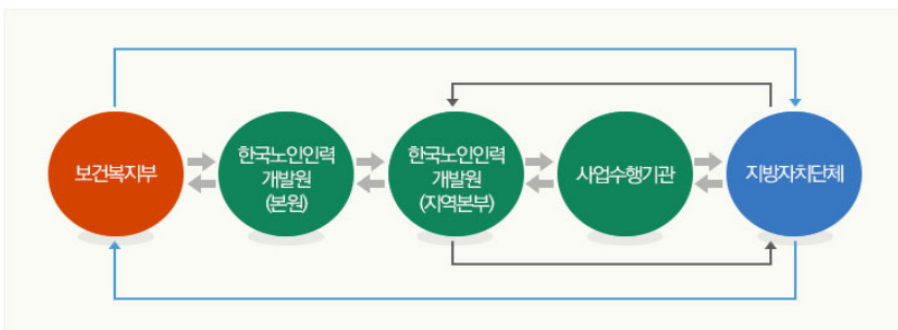 보건복지부
한국노인인력
개발원
(본원)
한국노인인력
개발원
(지역본부)
사업수행기관
지방자치단체